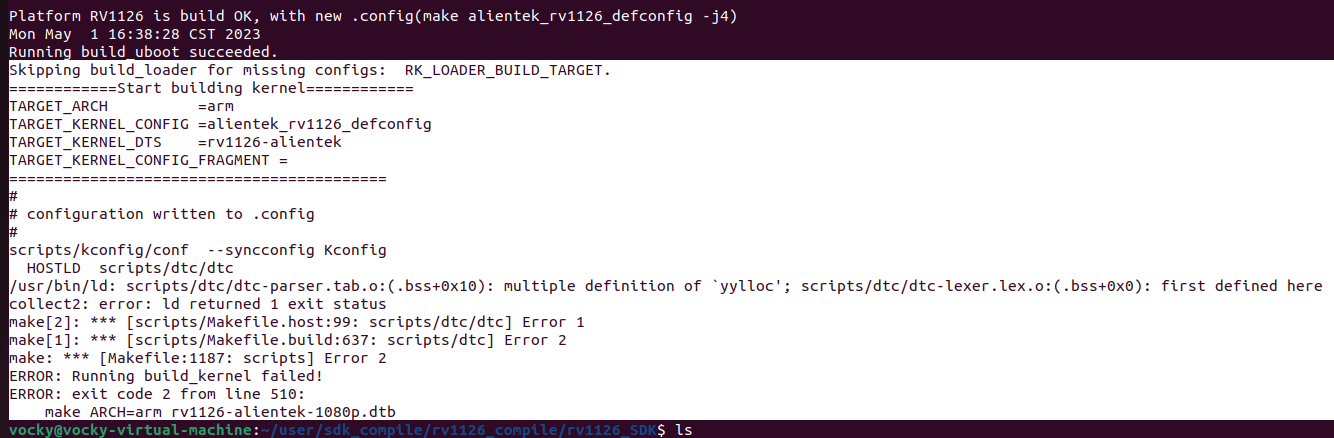 Platform RV1126 is build OK, with new .config(make alientek_rv1126_defconfig -j4)
Mon May  1 16:38:28 CST 2023
Running build_uboot succeeded.
Skipping build_loader for missing configs:  RK_LOADER_BUILD_TARGET.
============Start building kernel============
TARGET_ARCH          =arm
TARGET_KERNEL_CONFIG =alientek_rv1126_defconfig
TARGET_KERNEL_DTS    =rv1126-alientek
TARGET_KERNEL_CONFIG_FRAGMENT =
==========================================
#
# configuration written to .config
#
scripts/kconfig/conf  --syncconfig Kconfig
  HOSTLD  scripts/dtc/dtc
/usr/bin/ld: scripts/dtc/dtc-parser.tab.o:(.bss+0x10): multiple definition of `yylloc'; scripts/dtc/dtc-lexer.lex.o:(.bss+0x0): first defined here
collect2: error: ld returned 1 exit status
make[2]: *** [scripts/Makefile.host:99: scripts/dtc/dtc] Error 1
make[1]: *** [scripts/Makefile.build:637: scripts/dtc] Error 2
make: *** [Makefile:1187: scripts] Error 2
ERROR: Running build_kernel failed!
ERROR: exit code 2 from line 510:
    make ARCH=arm rv1126-alientek-1080p.dtb
vocky@vocky-virtual-machine:~/user/sdk_compile/rv1126_compile/rv1126_SDK$ ls